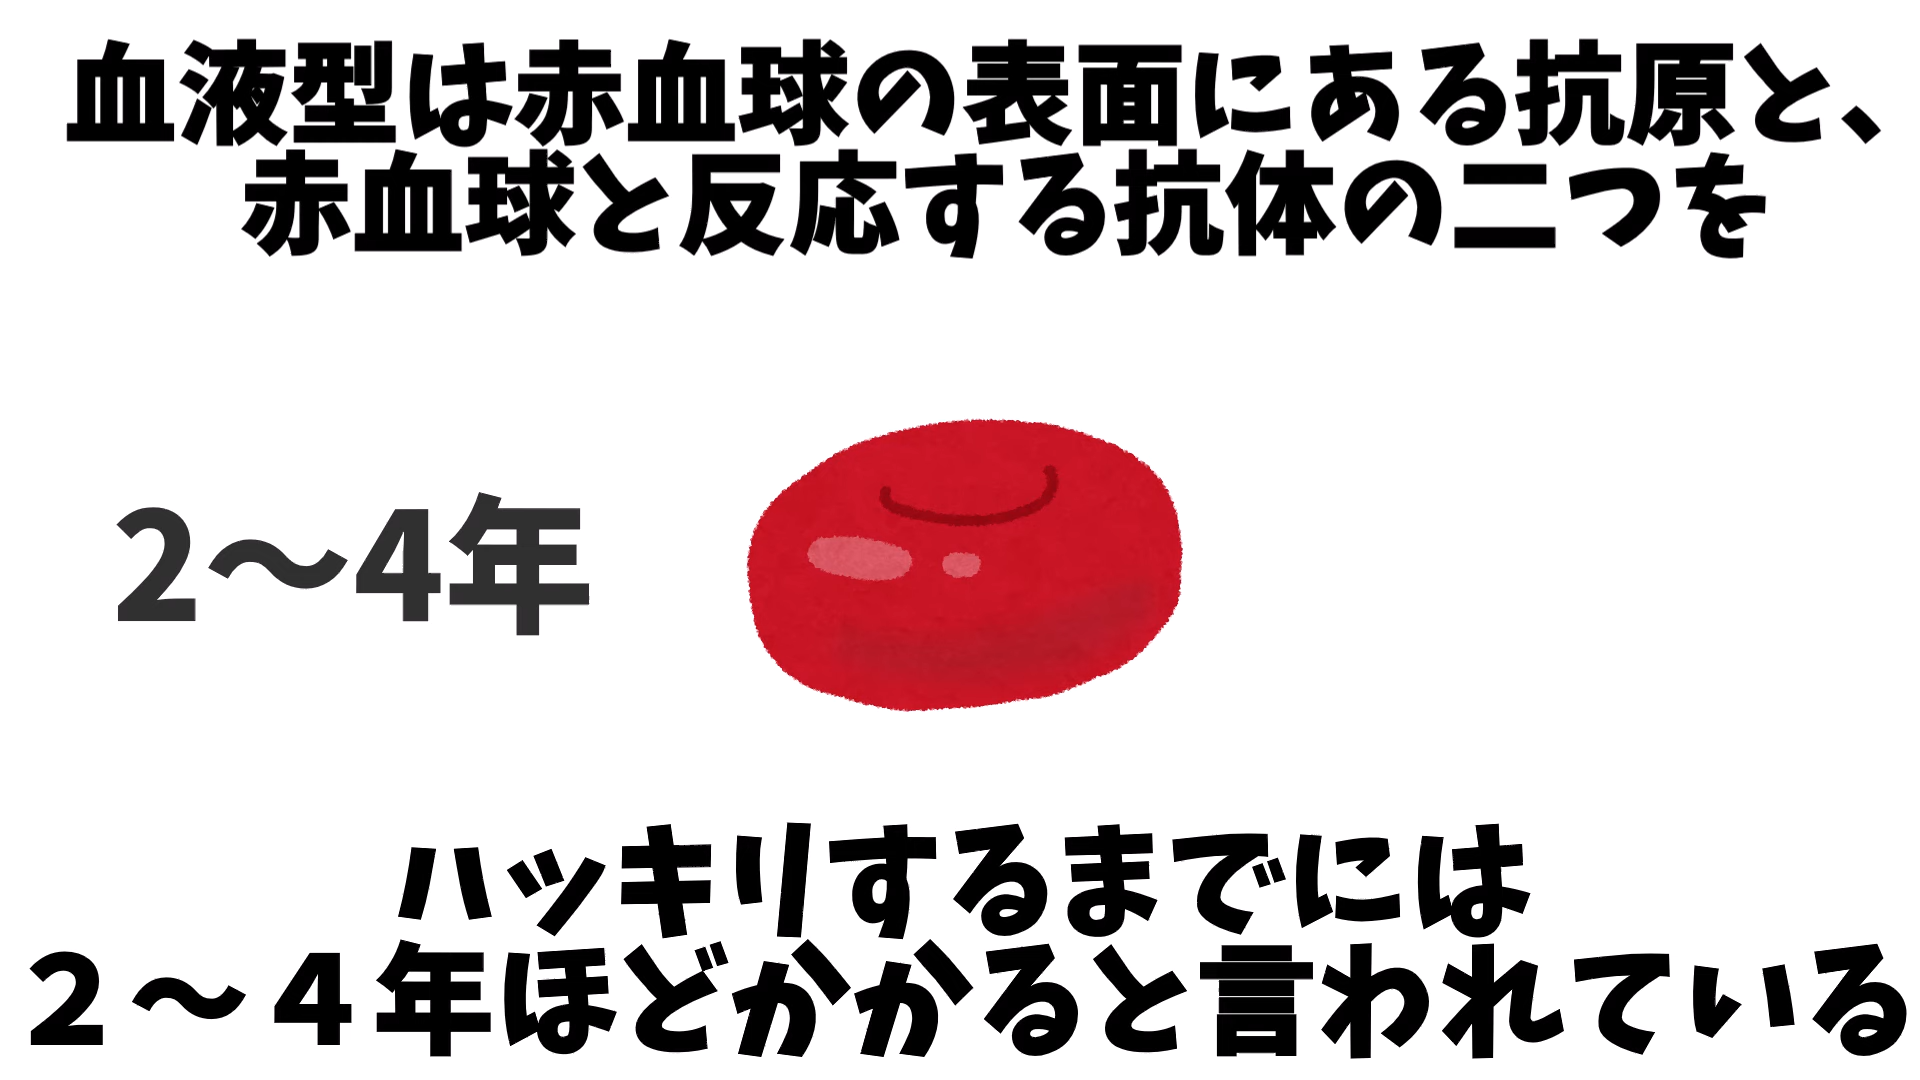 血液型は赤血球の表面にある抗原と、
赤血球と反応する抗体の二つを
2〜4年
ハッキリするまでには
２〜４年ほどかかると言われている